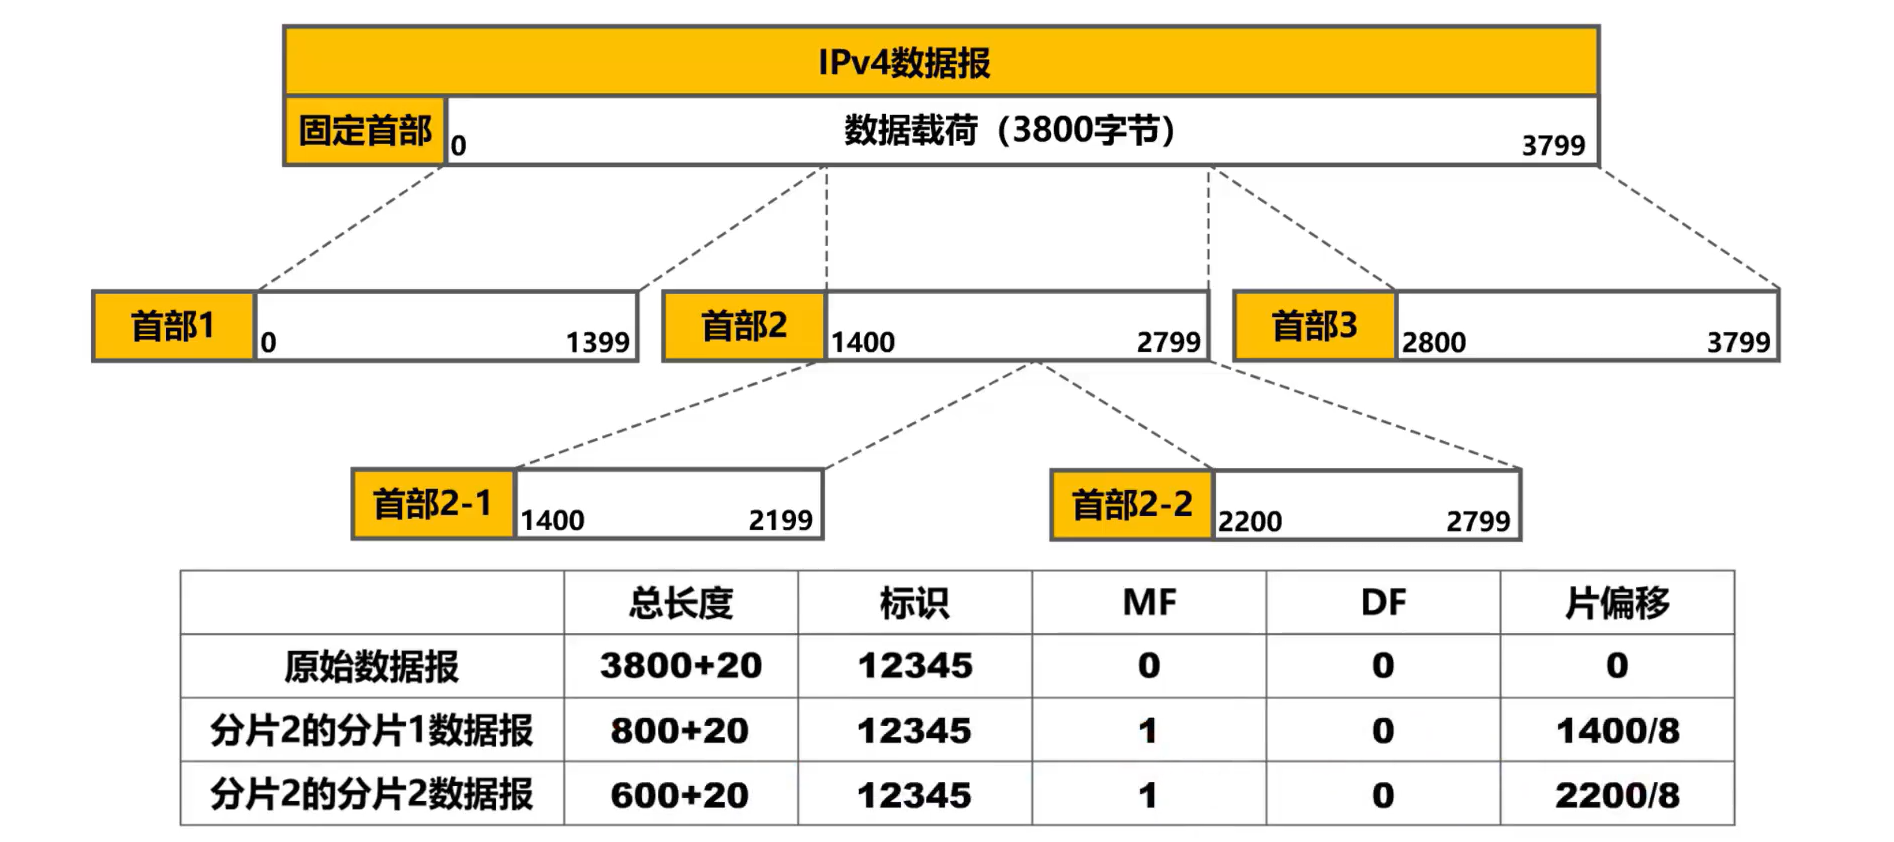 IPv4数据报
固定首部 0 数据载荷（3800字节） 3799
首部1 0 1399 首部2 1400 2799 首部3 2800 3799
首部2-1 1400 2199 首部2-2 2200 2799
总长度 标识 MF DF 片偏移
原始数据报 3800+20 12345 0 0 0
分片2的分片1数据报 800+20 12345 1 0 1400/8
分片2的分片2数据报 600+20 12345 1 0 2200/8